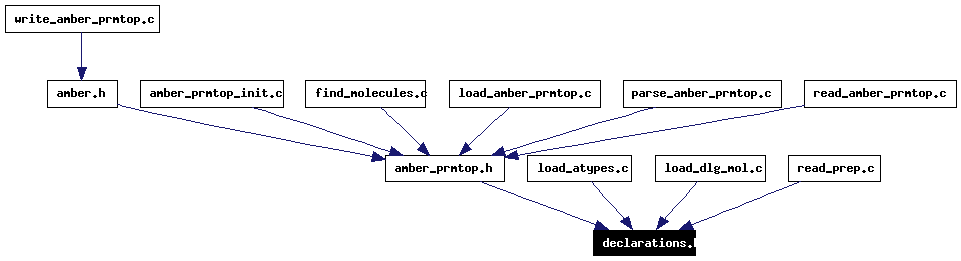 write_amber_prmtop.c
amber.h
amber_prmtop_init.c
find_molecules.c
load_amber_prmtop.c
parse_amber_prmtop.c
read_amber_prmtop.c
amber_prmtop.h
load_atypes.c
load_dlg_mol.c
read_prep.c
declarations.h